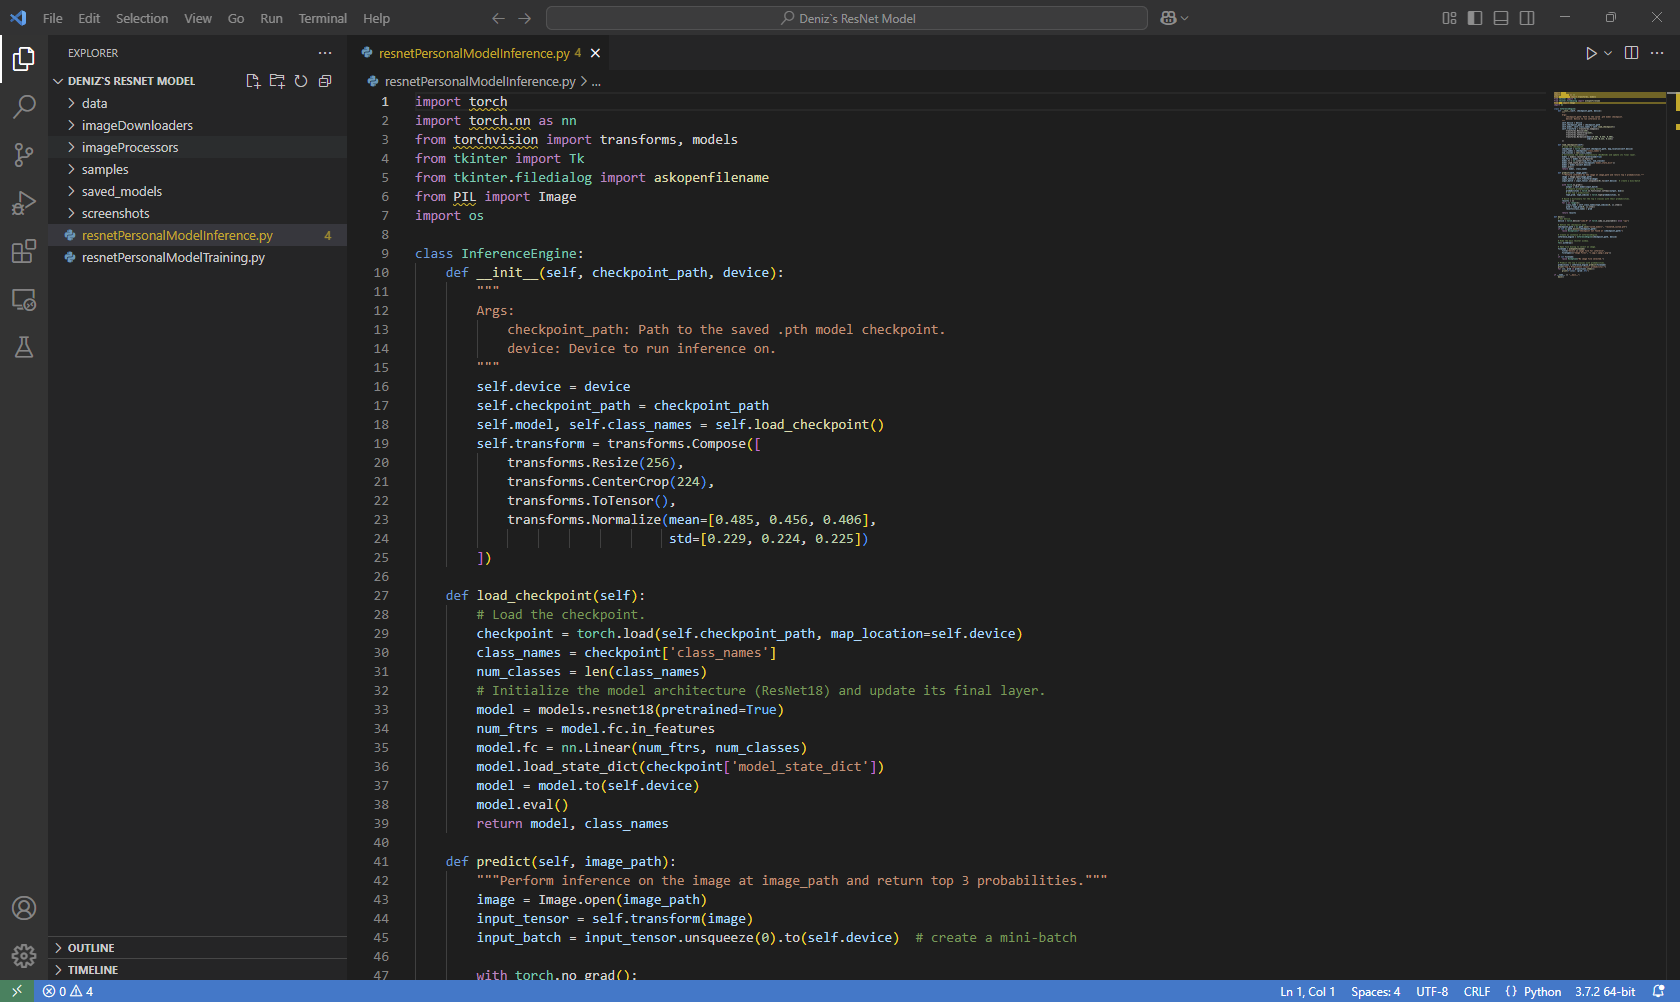 File Edit Selection View Go Run Terminal Help
Deniz's ResNet Model
EXPLORER
DENIZ'S RESNET MODEL
data
imageDownloaders
imageProcessors
samples
saved_models
screenshots
resnetPersonalModelInference.py 4
resnetPersonalModelTraining.py
OUTLINE
TIMELINE
resnetPersonalModelInference.py 4
resnetPersonalModelInference.py > ...
1 import torch
2 import torch.nn as nn
3 from torchvision import transforms, models
4 from tkinter import Tk
5 from tkinter.filedialog import askopenfilename
6 from PIL import Image
7 import os
8
9 class InferenceEngine:
10     def __init__(self, checkpoint_path, device):
11         """
12         Args:
13             checkpoint_path: Path to the saved .pth model checkpoint.
14             device: Device to run inference on.
15         """
16         self.device = device
17         self.checkpoint_path = checkpoint_path
18         self.model, self.class_names = self.load_checkpoint()
19         self.transform = transforms.Compose([
20             transforms.Resize(256),
21             transforms.CenterCrop(224),
22             transforms.ToTensor(),
23             transforms.Normalize(mean=[0.485, 0.456, 0.406],
24                                  std=[0.229, 0.224, 0.225])
25         ])
26
27     def load_checkpoint(self):
28         # Load the checkpoint.
29         checkpoint = torch.load(self.checkpoint_path, map_location=self.device)
30         class_names = checkpoint['class_names']
31         num_classes = len(class_names)
32         # Initialize the model architecture (ResNet18) and update its final layer.
33         model = models.resnet18(pretrained=True)
34         num_ftrs = model.fc.in_features
35         model.fc = nn.Linear(num_ftrs, num_classes)
36         model.load_state_dict(checkpoint['model_state_dict'])
37         model = model.to(self.device)
38         model.eval()
39         return model, class_names
40
41     def predict(self, image_path):
42         """Perform inference on the image at image_path and return top 3 probabilities."""
43         image = Image.open(image_path)
44         input_tensor = self.transform(image)
45         input_batch = input_tensor.unsqueeze(0).to(self.device)  # create a mini-batch
46
47         with torch.no_grad():
0 4
Ln 1, Col 1 Spaces: 4 UTF-8 CRLF {} Python 3.7.2 64-bit